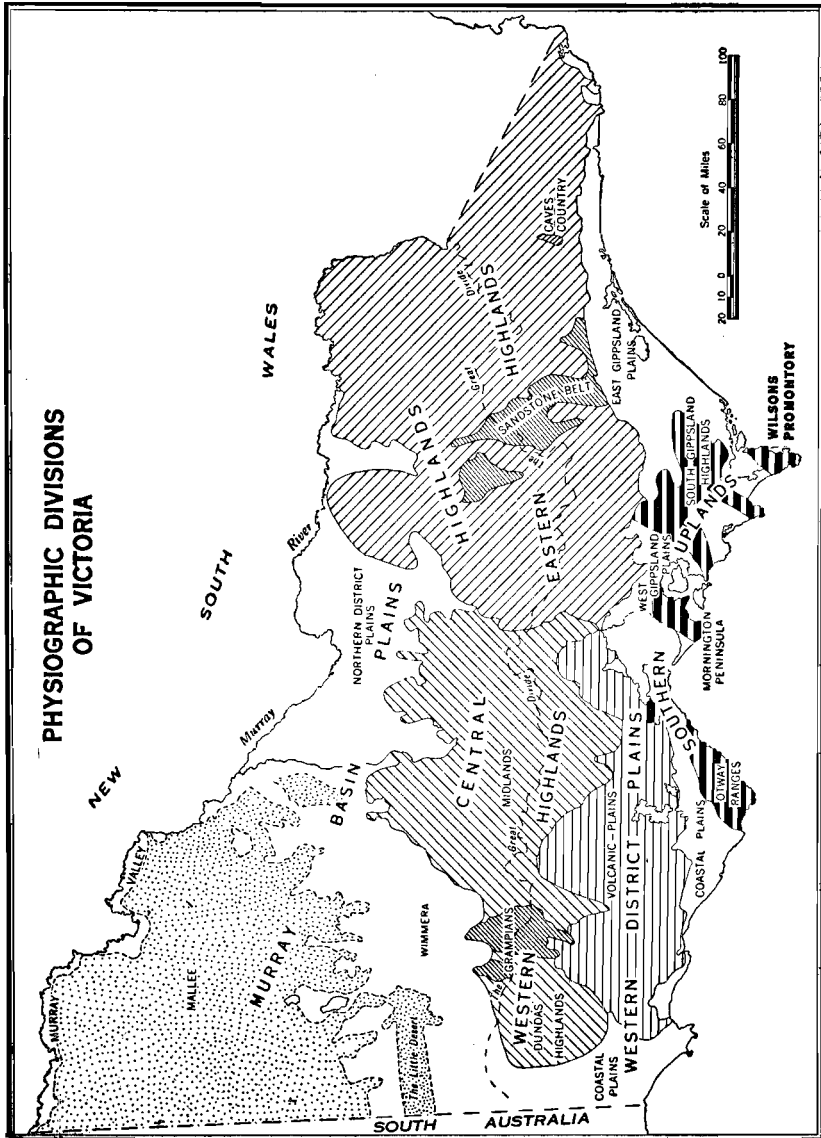 PHYSIOGRAPHIC DIVISIONS
OF VICTORIA
NEW
SOUTH
WALES
MURRAY
VALLEY
Murray
River
MALLEE
MURRAY
BASIN
PLAINS
NORTHERN DISTRICT
PLAINS
WIMMERA
The Little Desert
SOUTH
AUSTRALIA
The
GRAMPIANS
WESTERN
DUNDAS
HIGHLANDS
CENTRAL
MIDLANDS
HIGHLANDS
Great
Divide
HIGHLANDS
EASTERN
HIGHLANDS
The
Great
Divide
SANDSTONE BELT
CAVES
COUNTRY
COASTAL
PLAINS
WESTERN DISTRICT PLAINS
VOLCANIC PLAINS
COASTAL PLAINS
OTWAY
RANGES
SOUTHERN
UPLANDS
MORNINGTON
PENINSULA
WEST
GIPPSLAND
PLAINS
SOUTH GIPPSLAND
HIGHLANDS
EAST GIPPSLAND
PLAINS
WILSONS
PROMONTORY
Scale of Miles
20 10 0 20 40 60 80 100